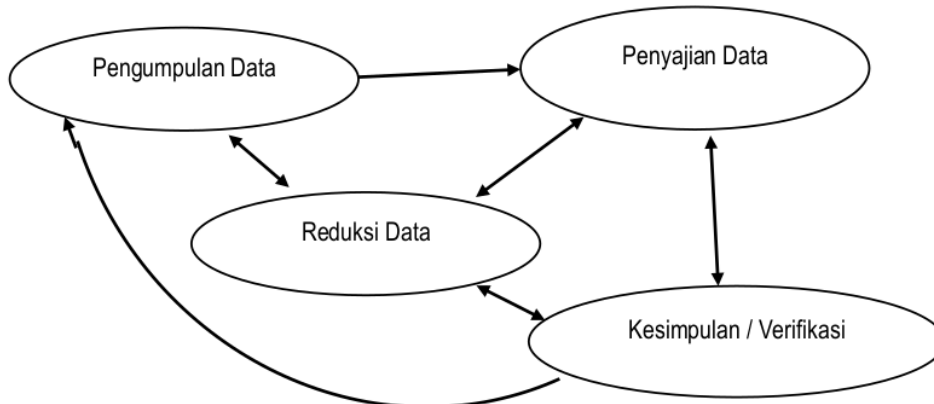 Pengumpulan Data
Penyajian Data
Reduksi Data
Kesimpulan / Verifikasi